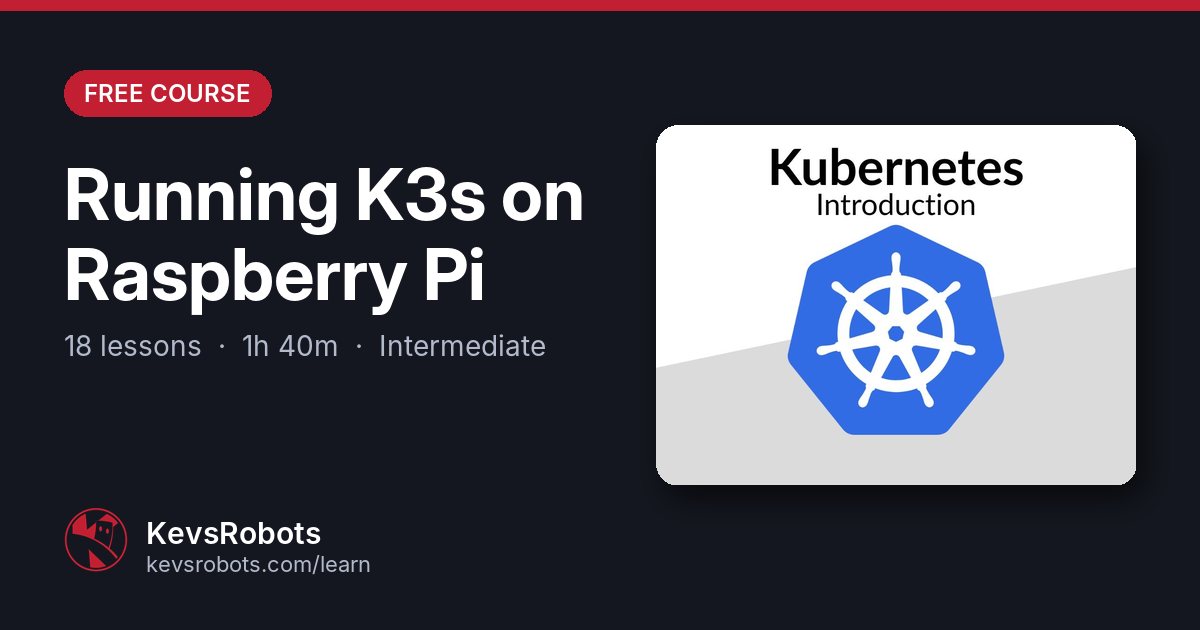 FREE COURSE
Running K3s on
Raspberry Pi
18 lessons · 1h 40m · Intermediate
Kubernetes
Introduction
KevsRobots
kevsrobots.com/learn